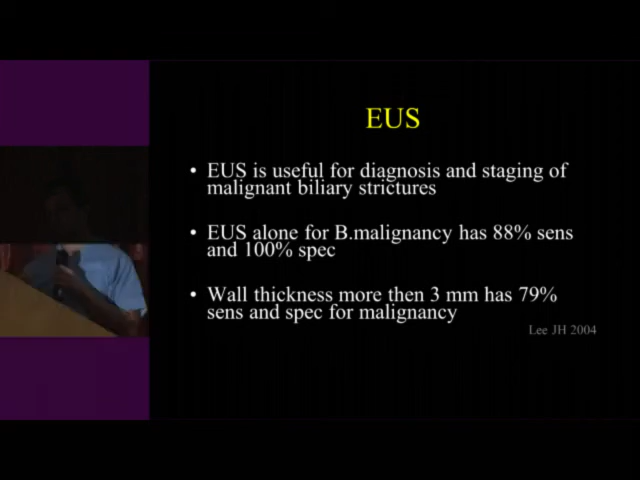 EUS
• EUS is useful for diagnosis and staging of
malignant biliary strictures
• EUS alone for B.malignancy has 88% sens
and 100% spec
• Wall thickness more then 3 mm has 79%
sens and spec for malignancy
Lee JH 2004